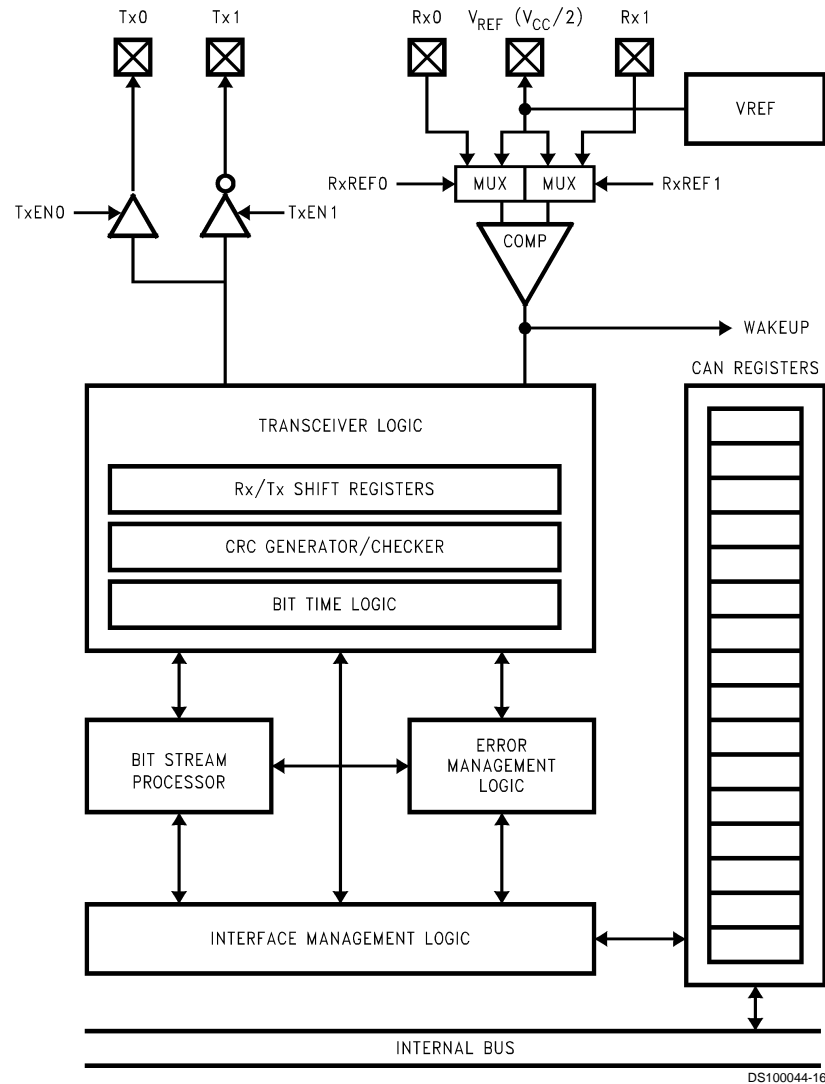 Tx0 Tx1 Rx0 VREF (VCC/2) Rx1
VREF
RxREF0 MUX MUX RxREF1
TxEN0 TxEN1
COMP
WAKEUP
CAN REGISTERS
TRANSCEIVER LOGIC
Rx/Tx SHIFT REGISTERS
CRC GENERATOR/CHECKER
BIT TIME LOGIC
BIT STREAM
PROCESSOR
ERROR
MANAGEMENT
LOGIC
INTERFACE MANAGEMENT LOGIC
INTERNAL BUS
DS100044-16